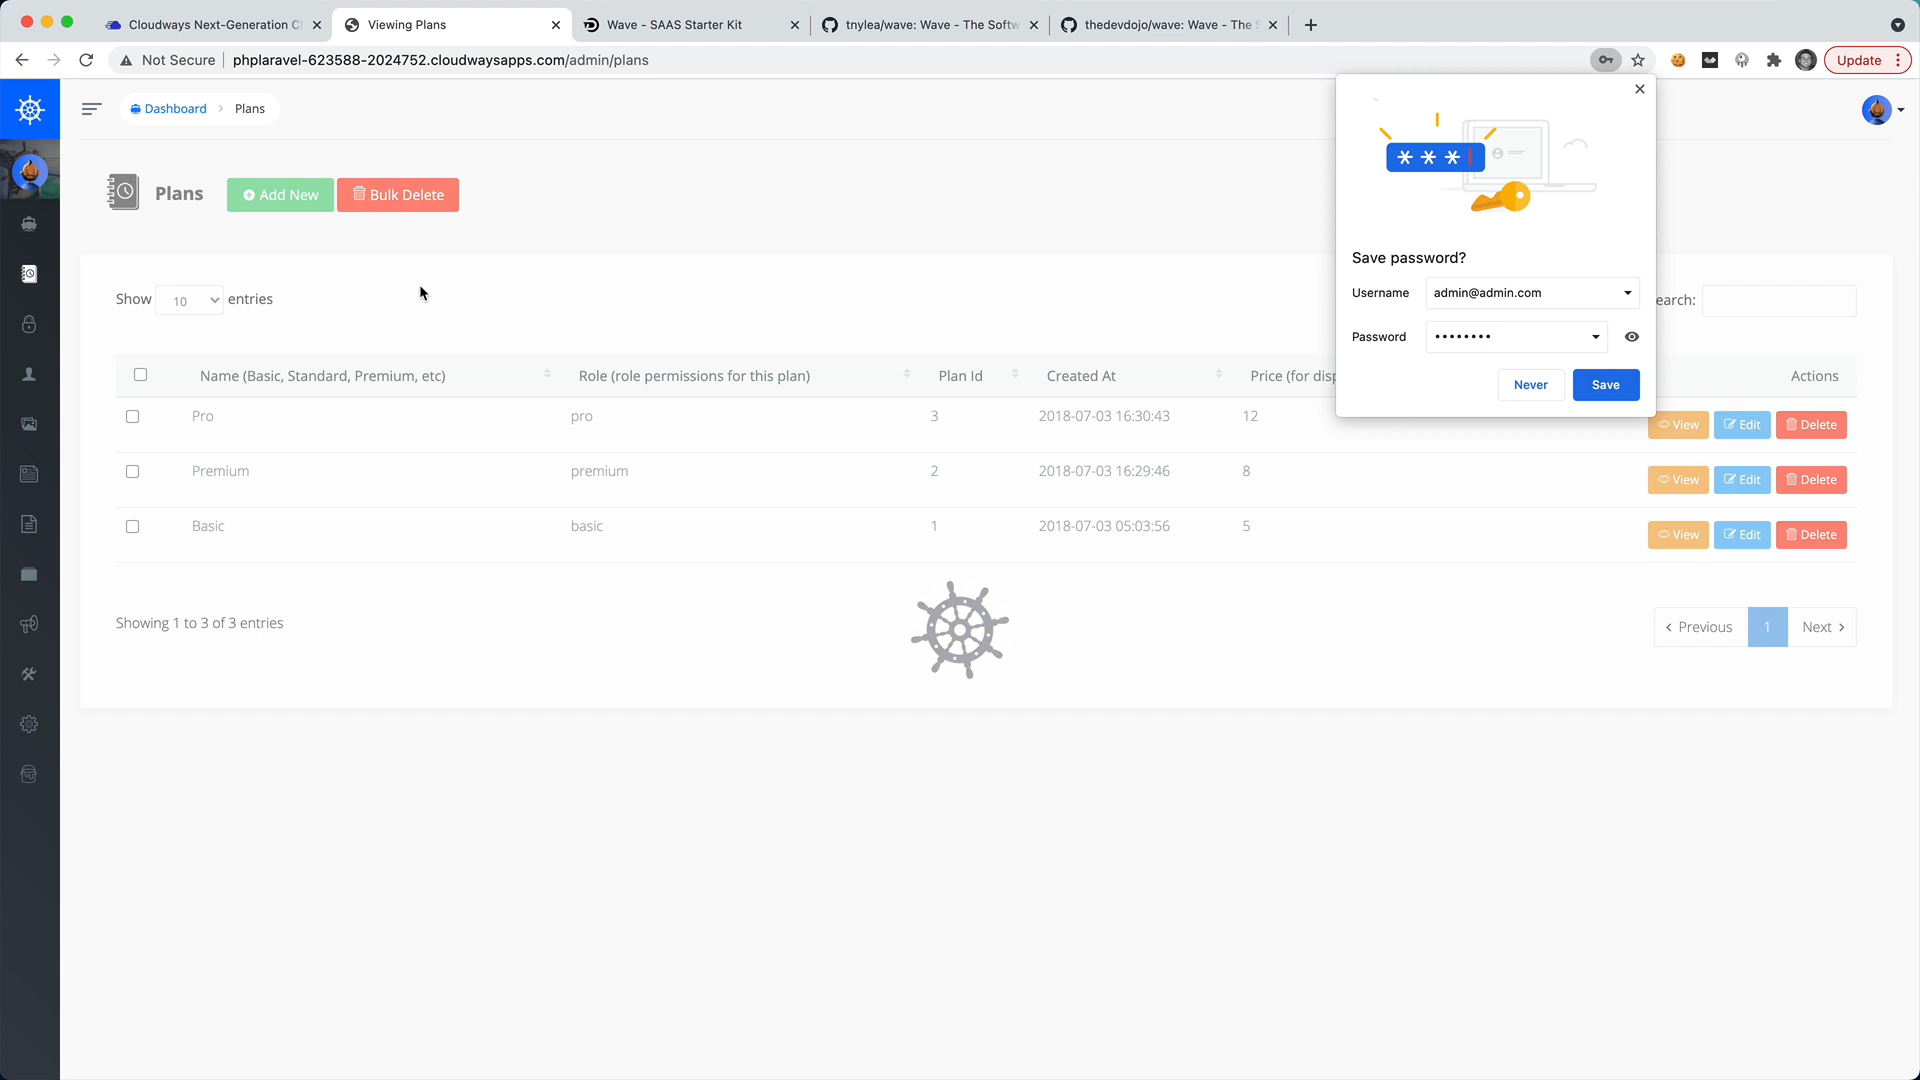 Cloudways Next-Generation Cl
Viewing Plans
Wave - SAAS Starter Kit
tnylea/wave: Wave - The Softw
thedevdojo/wave: Wave - The S
Not Secure
phplaravel-623588-2024752.cloudwaysapps.com/admin/plans
Update
Dashboard
Plans
Plans
Add New
Bulk Delete
Show 10 entries
earch:
Name (Basic, Standard, Premium, etc) Role (role permissions for this plan) Plan Id Created At Price (for disp Actions
Pro pro 3 2018-07-03 16:30:43 12 View Edit Delete
Premium premium 2 2018-07-03 16:29:46 8 View Edit Delete
Basic basic 1 2018-07-03 05:03:56 5 View Edit Delete
Showing 1 to 3 of 3 entries
Previous 1 Next
* * *
Save password?
Username admin@admin.com
Password ••••••••
Never Save